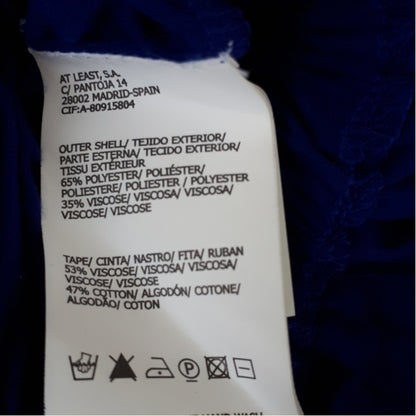 AT LEAST, S.A.
C/ PANTOJA 14
28002 MADRID-SPAIN
CIF:A-80915804
OUTER SHELL/ TEJIDO EXTERIOR/
PARTE ESTERNA/ TECIDO EXTERIOR/
TISSU EXTÉRIEUR
65% POLYESTER/ POLIÉSTER/
POLIESTERE/ POLIESTER / POLYESTER
35% VISCOSE/ VISCOSA/ VISCOSA/
VISCOSE/ VISCOSE
TAPE/ CINTA/ NASTRO/ FITA/ RUBAN
53% VISCOSE/ VISCOSA/ VISCOSA/
VISCOSE/ VISCOSE
47% COTTON/ ALGODÓN/ COTONE/
ALGODÃO/ COTON
P
HAND WASH